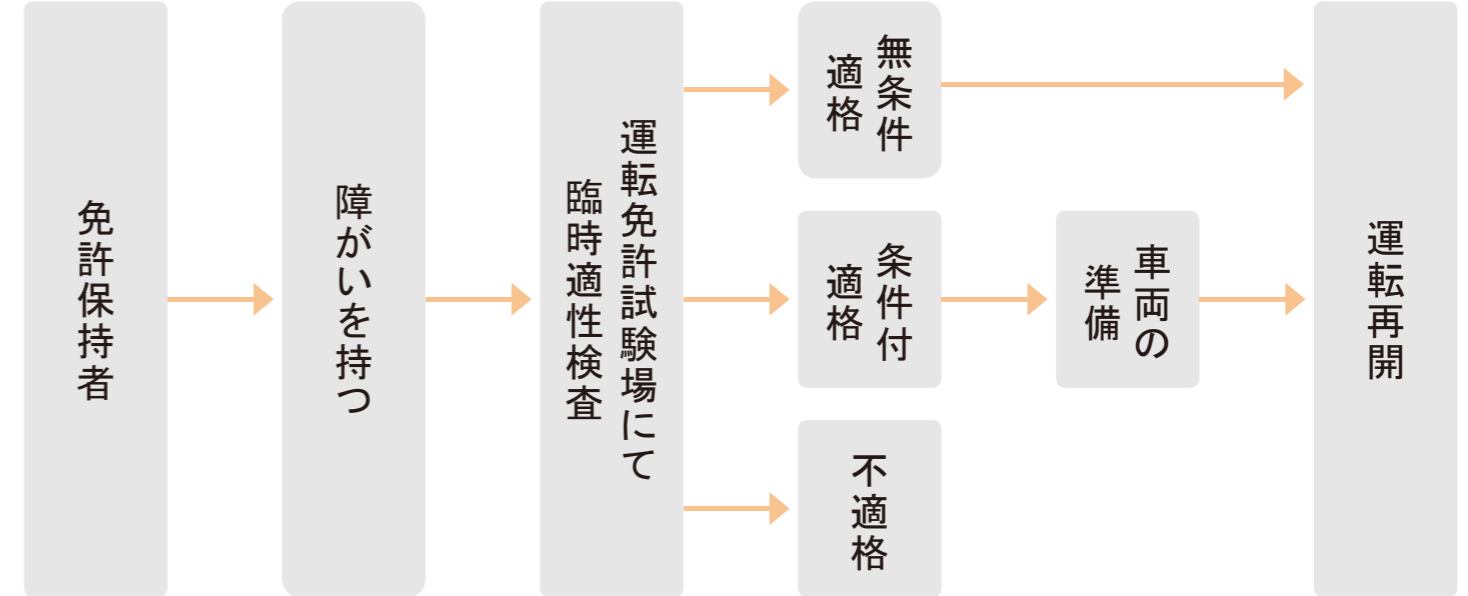 免許保持者
障がいを持つ
運転免許試験場にて
臨時適性検査
無条件
適格
条件付
適格
不適格
車両の
準備
運転再開